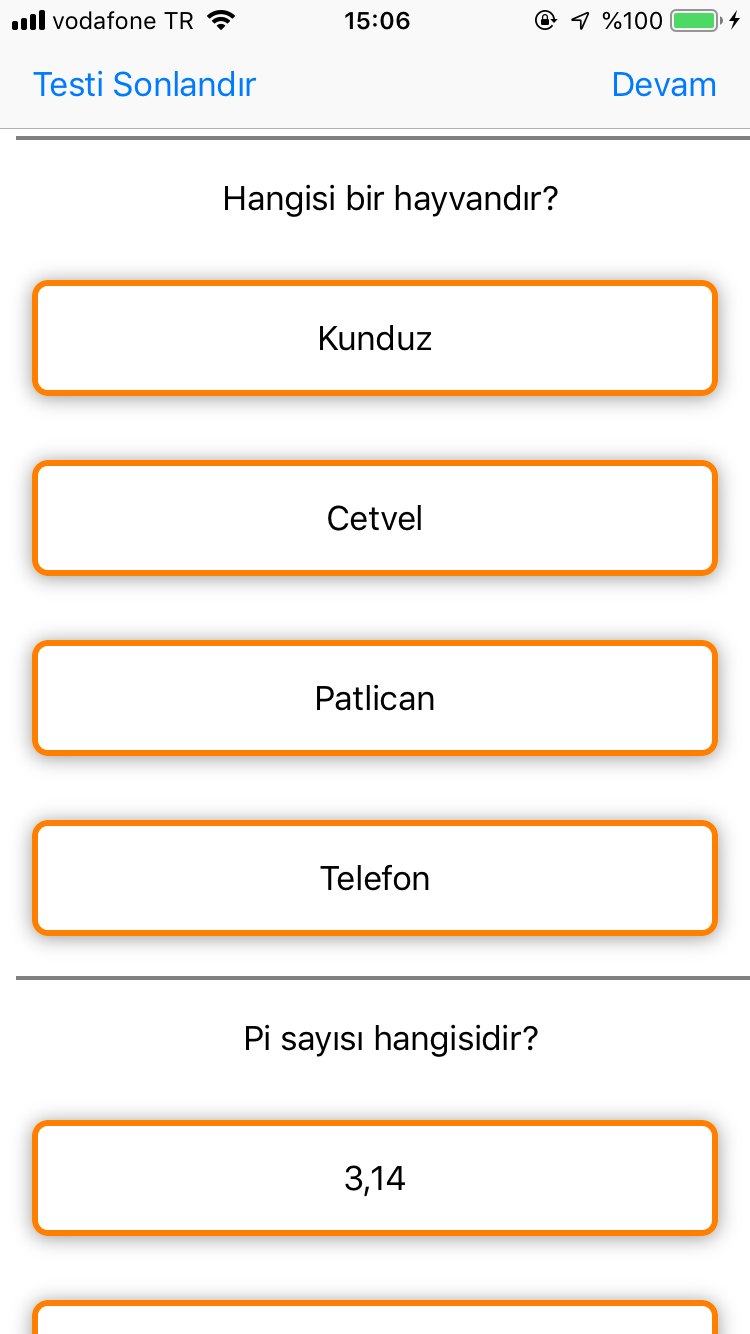 vodafone TR 15:06 %100
Testi Sonlandır Devam
Hangisi bir hayvandır?
Kunduz
Cetvel
Patlican
Telefon
Pi sayısı hangisidir?
3,14